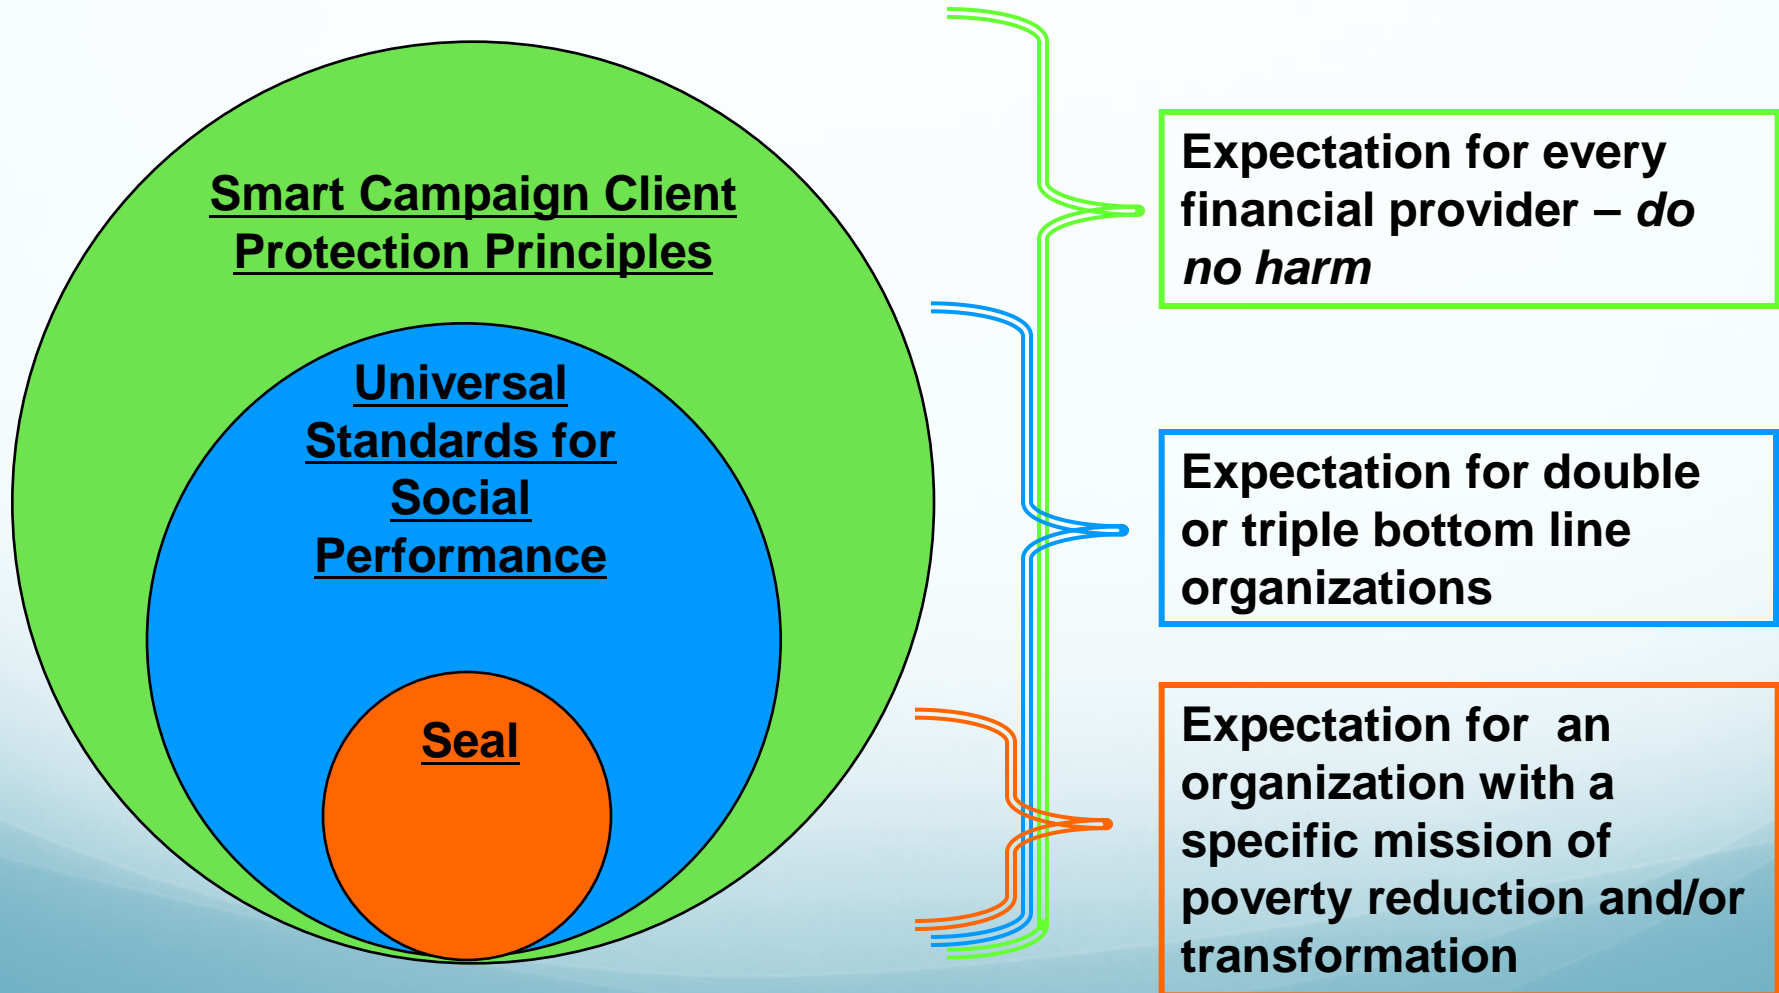 Smart Campaign Client
Protection Principles
Universal
Standards for
Social
Performance
Seal
Expectation for every
financial provider – do
no harm
Expectation for double
or triple bottom line
organizations
Expectation for  an
organization with a
specific mission of
poverty reduction and/or
transformation